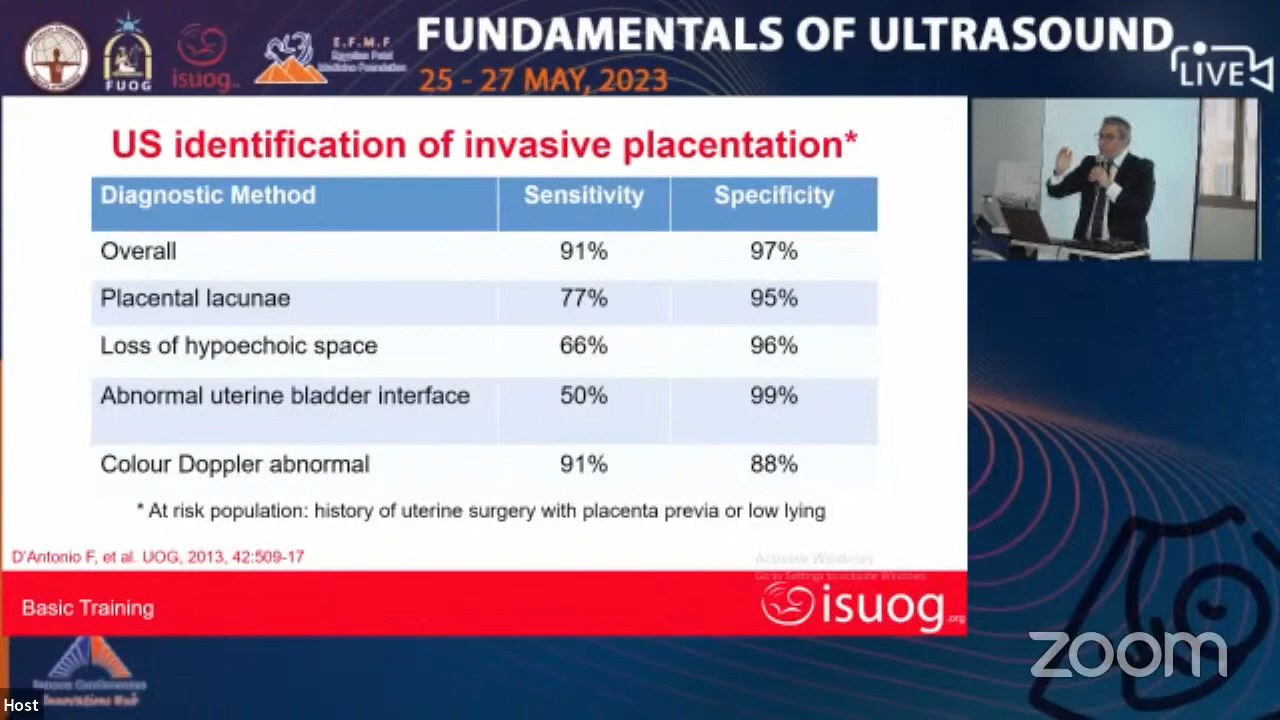 FUNDAMENTALS OF ULTRASOUND
25 - 27 MAY, 2023
LIVE
FUOG
isuog
E.F.M.F
Egyptian Fetal
Medicine Foundation
US identification of invasive placentation*
Diagnostic Method Sensitivity Specificity
Overall 91% 97%
Placental lacunae 77% 95%
Loss of hypoechoic space 66% 96%
Abnormal uterine bladder interface 50% 99%
Colour Doppler abnormal 91% 88%
* At risk population: history of uterine surgery with placenta previa or low lying
D'Antonio F, et al. UOG, 2013, 42:509-17
Activate Windows
Go to Settings to activate Windows.
Basic Training
isuog.org
zoom
Host